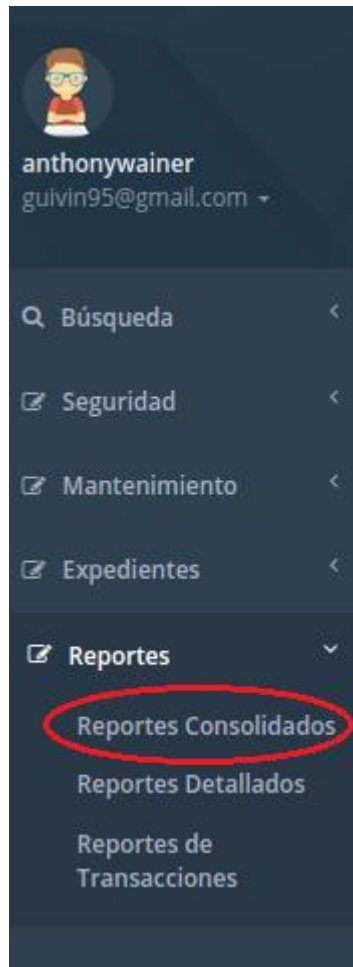 anthonywainer
guivin95@gmail.com
Búsqueda
Seguridad
Mantenimiento
Expedientes
Reportes
Reportes Consolidados
Reportes Detallados
Reportes de
Transacciones